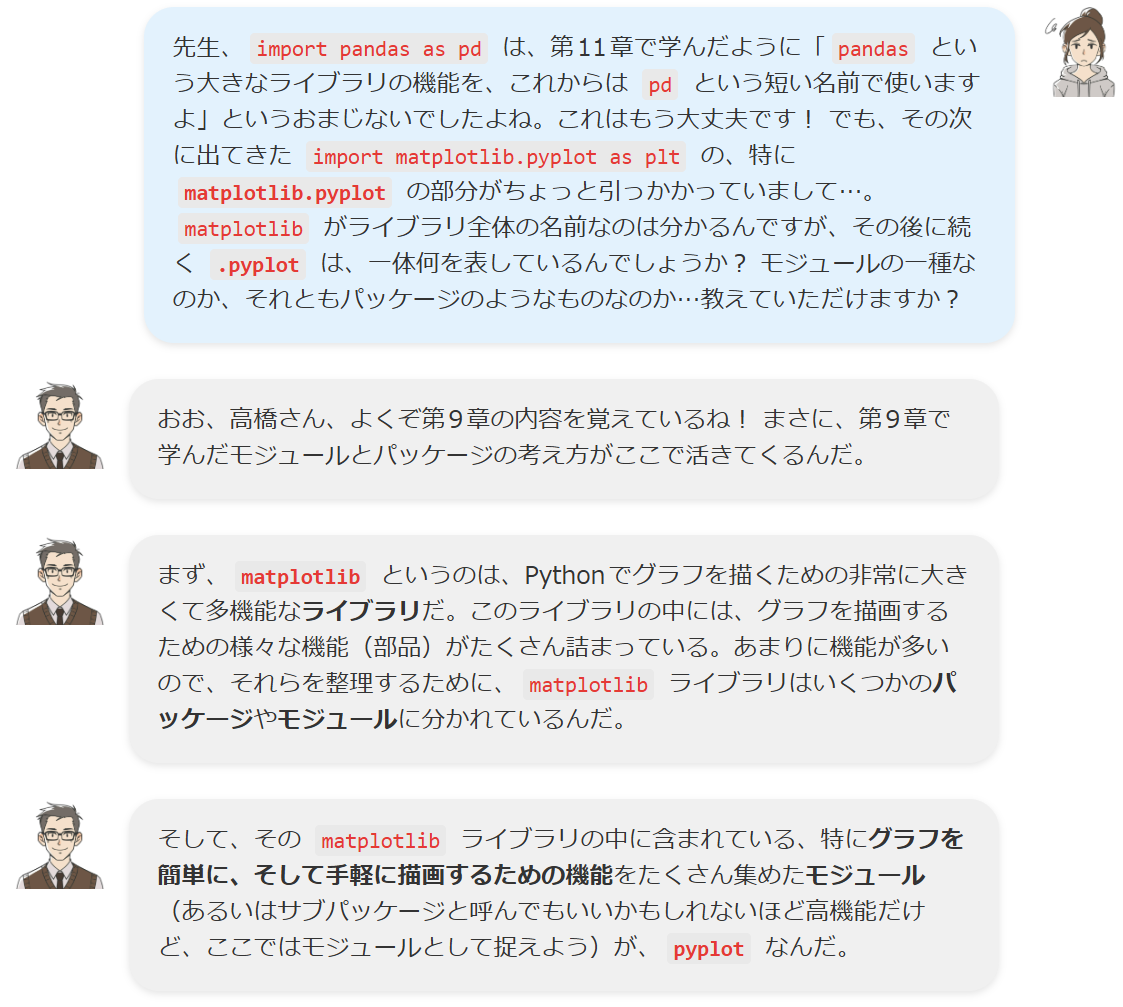 先生、 import pandas as pd は、第11章で学んだように「 pandas とい
う大きなライブラリの機能を、これからは pd という短い名前で使います
よ」というおまじないでしたよね。これはもう大丈夫です！ でも、その次
に出てきた import matplotlib.pyplot as plt の、特に
matplotlib.pyplot の部分がちょっと引っかかっていまして…。
matplotlib がライブラリ全体の名前なのは分かるんですが、その後に続
く .pyplot は、一体何を表しているんでしょうか？ モジュールの一種な
のか、それともパッケージのようなものなのか…教えていただけますか？
おお、高橋さん、よくぞ第9章の内容を覚えているね！ まさに、第9章で
学んだモジュールとパッケージの考え方がここで活きてくるんだ。
まず、 matplotlib というのは、Pythonでグラフを描くための非常に大き
くて多機能なライブラリだ。このライブラリの中には、グラフを描画する
ための様々な機能（部品）がたくさん詰まっている。あまりに機能が多い
ので、それらを整理するために、 matplotlib ライブラリはいくつかのパ
ッケージやモジュールに分かれているんだ。
そして、その matplotlib ライブラリの中に含まれている、特にグラフを
簡単に、そして手軽に描画するための機能をたくさん集めたモジュール
（あるいはサブパッケージと呼んでもいいかもしれないほど高機能だけ
ど、ここではモジュールとして捉えよう）が、 pyplot なんだ。